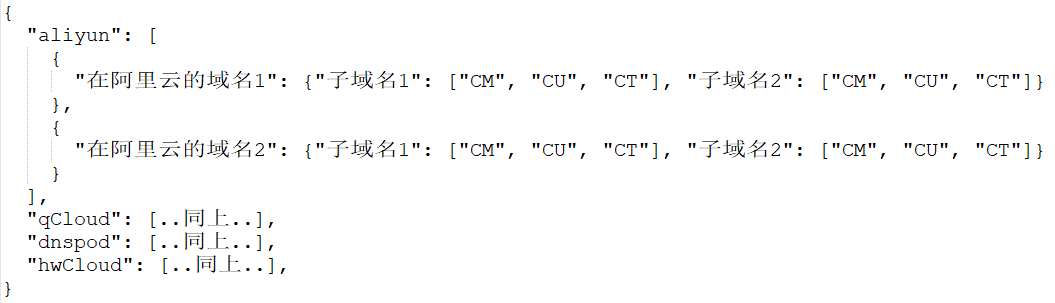 {
"aliyun": [
{
"在阿里云的域名1": {"子域名1": ["CM", "CU", "CT"], "子域名2": ["CM", "CU", "CT"]}
},
{
"在阿里云的域名2": {"子域名1": ["CM", "CU", "CT"], "子域名2": ["CM", "CU", "CT"]}
}
],
"qCloud": [..同上..],
"dnspod": [..同上..],
"hwCloud": [..同上..],
}